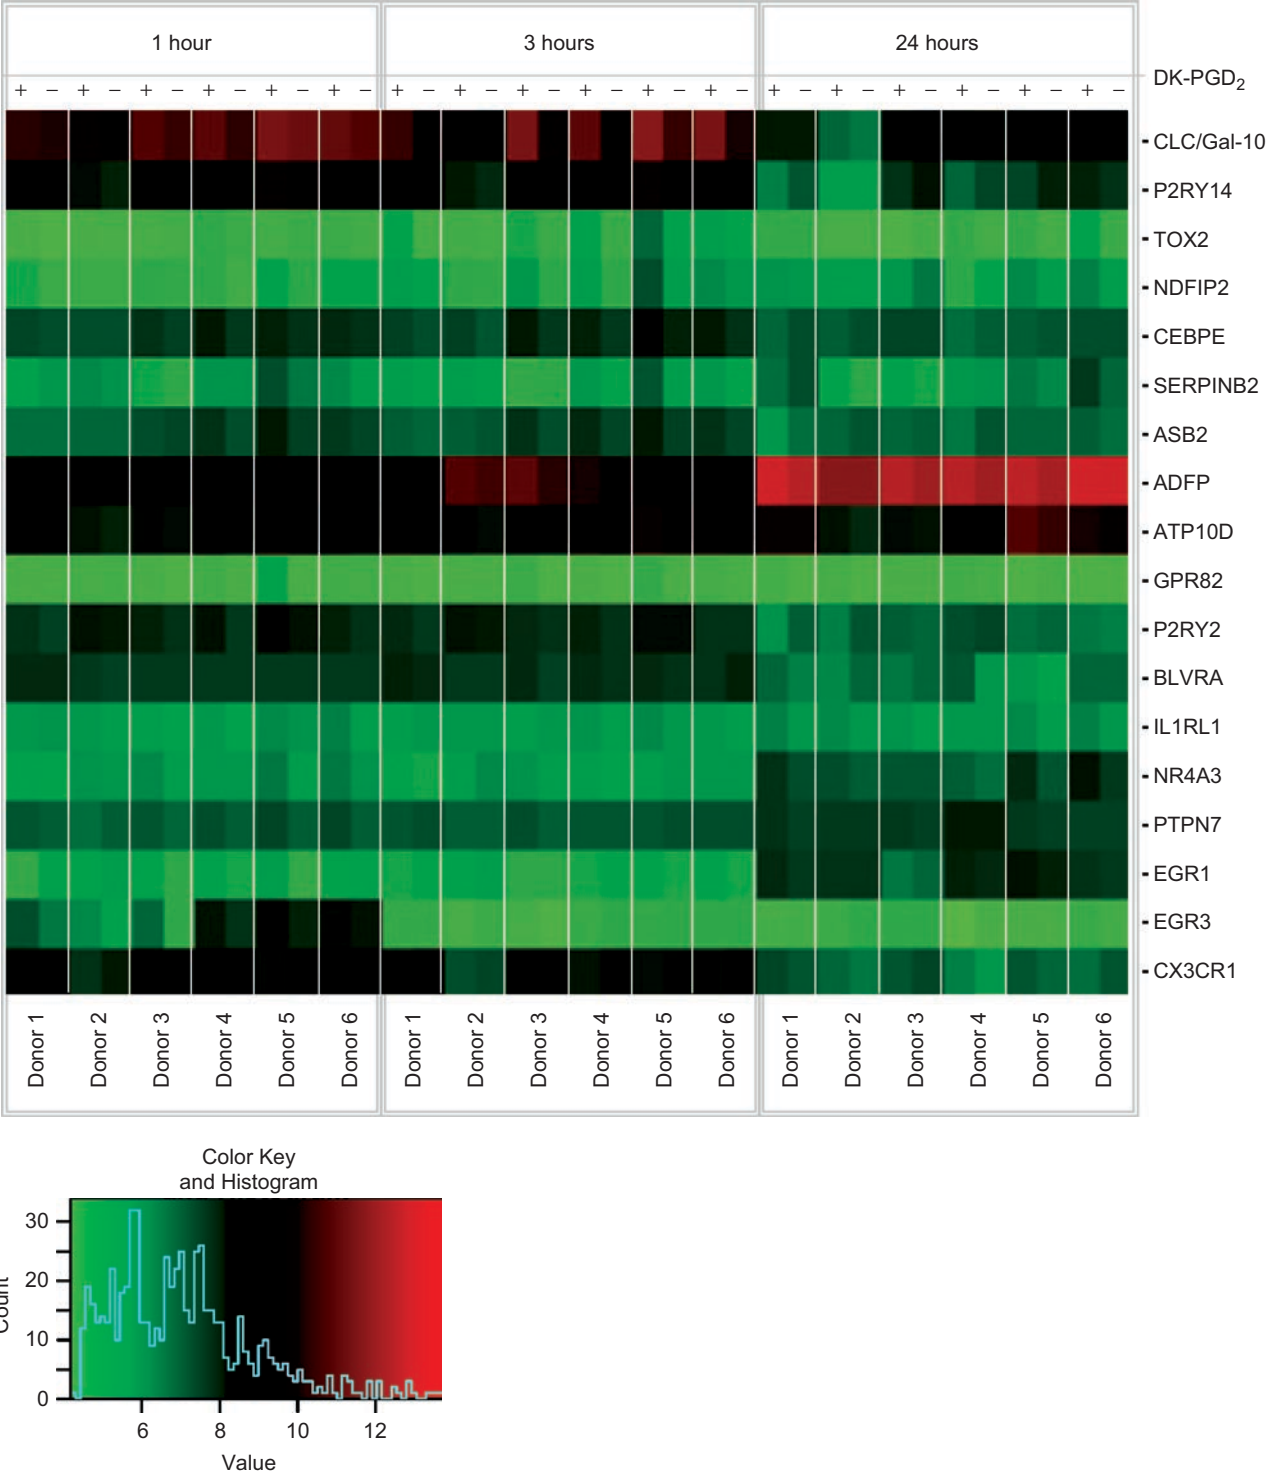 1 hour 3 hours 24 hours
DK-PGD2
+ − + − + − + − + − + − + − + − + − + − + − + − + − + − + − + − + − + −
CLC/Gal-10
P2RY14
TOX2
NDFIP2
CEBPE
SERPINB2
ASB2
ADFP
ATP10D
GPR82
P2RY2
BLVRA
IL1RL1
NR4A3
PTPN7
EGR1
EGR3
CX3CR1
Donor 1 Donor 2 Donor 3 Donor 4 Donor 5 Donor 6 Donor 1 Donor 2 Donor 3 Donor 4 Donor 5 Donor 6 Donor 1 Donor 2 Donor 3 Donor 4 Donor 5 Donor 6
Color Key
and Histogram
Count
30
20
10
0
6 8 10 12
Value